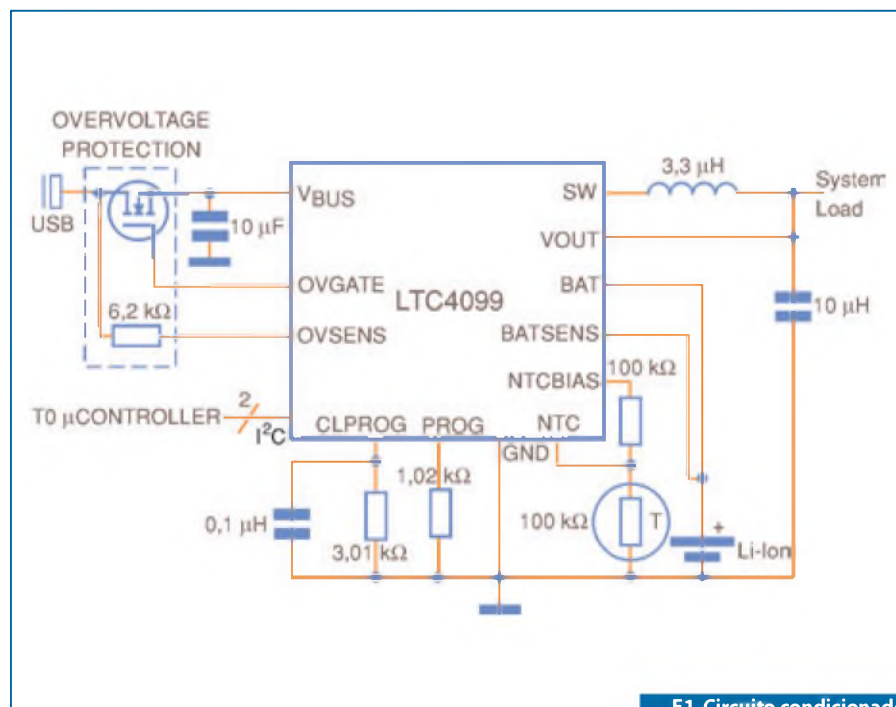 OVERVOLTAGE
PROTECTION
USB
10 µF
6,2 kΩ
VBUS
OVGATE
OVSENS
LTC4099
SW
VOUT
BAT
BATSENS
NTCBIAS
3,3 µH
System
Load
10 µH
100 kΩ
T0 µCONTROLLER
2
I²C
CLPROG
PROG
NTC
GND
0,1 µH
3,01 kΩ
1,02 kΩ
100 kΩ
T
+
Li-Ion
F1. Circuito